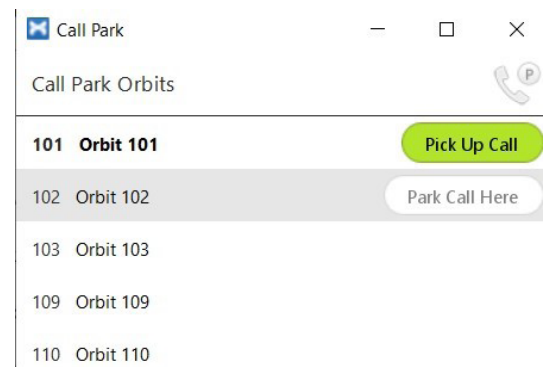 Call Park
Call Park Orbits
P
101 Orbit 101 Pick Up Call
102 Orbit 102 Park Call Here
103 Orbit 103
109 Orbit 109
110 Orbit 110